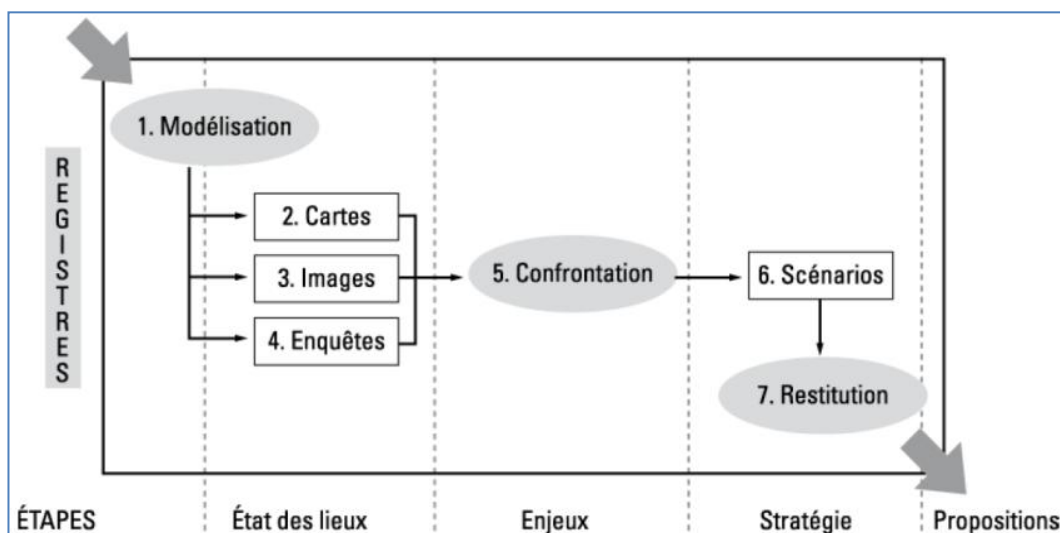 1. Modélisation
REGISTRES
2. Cartes
3. Images
4. Enquêtes
5. Confrontation
6. Scénarios
7. Restitution
ÉTAPES
État des lieux
Enjeux
Stratégie
Propositions